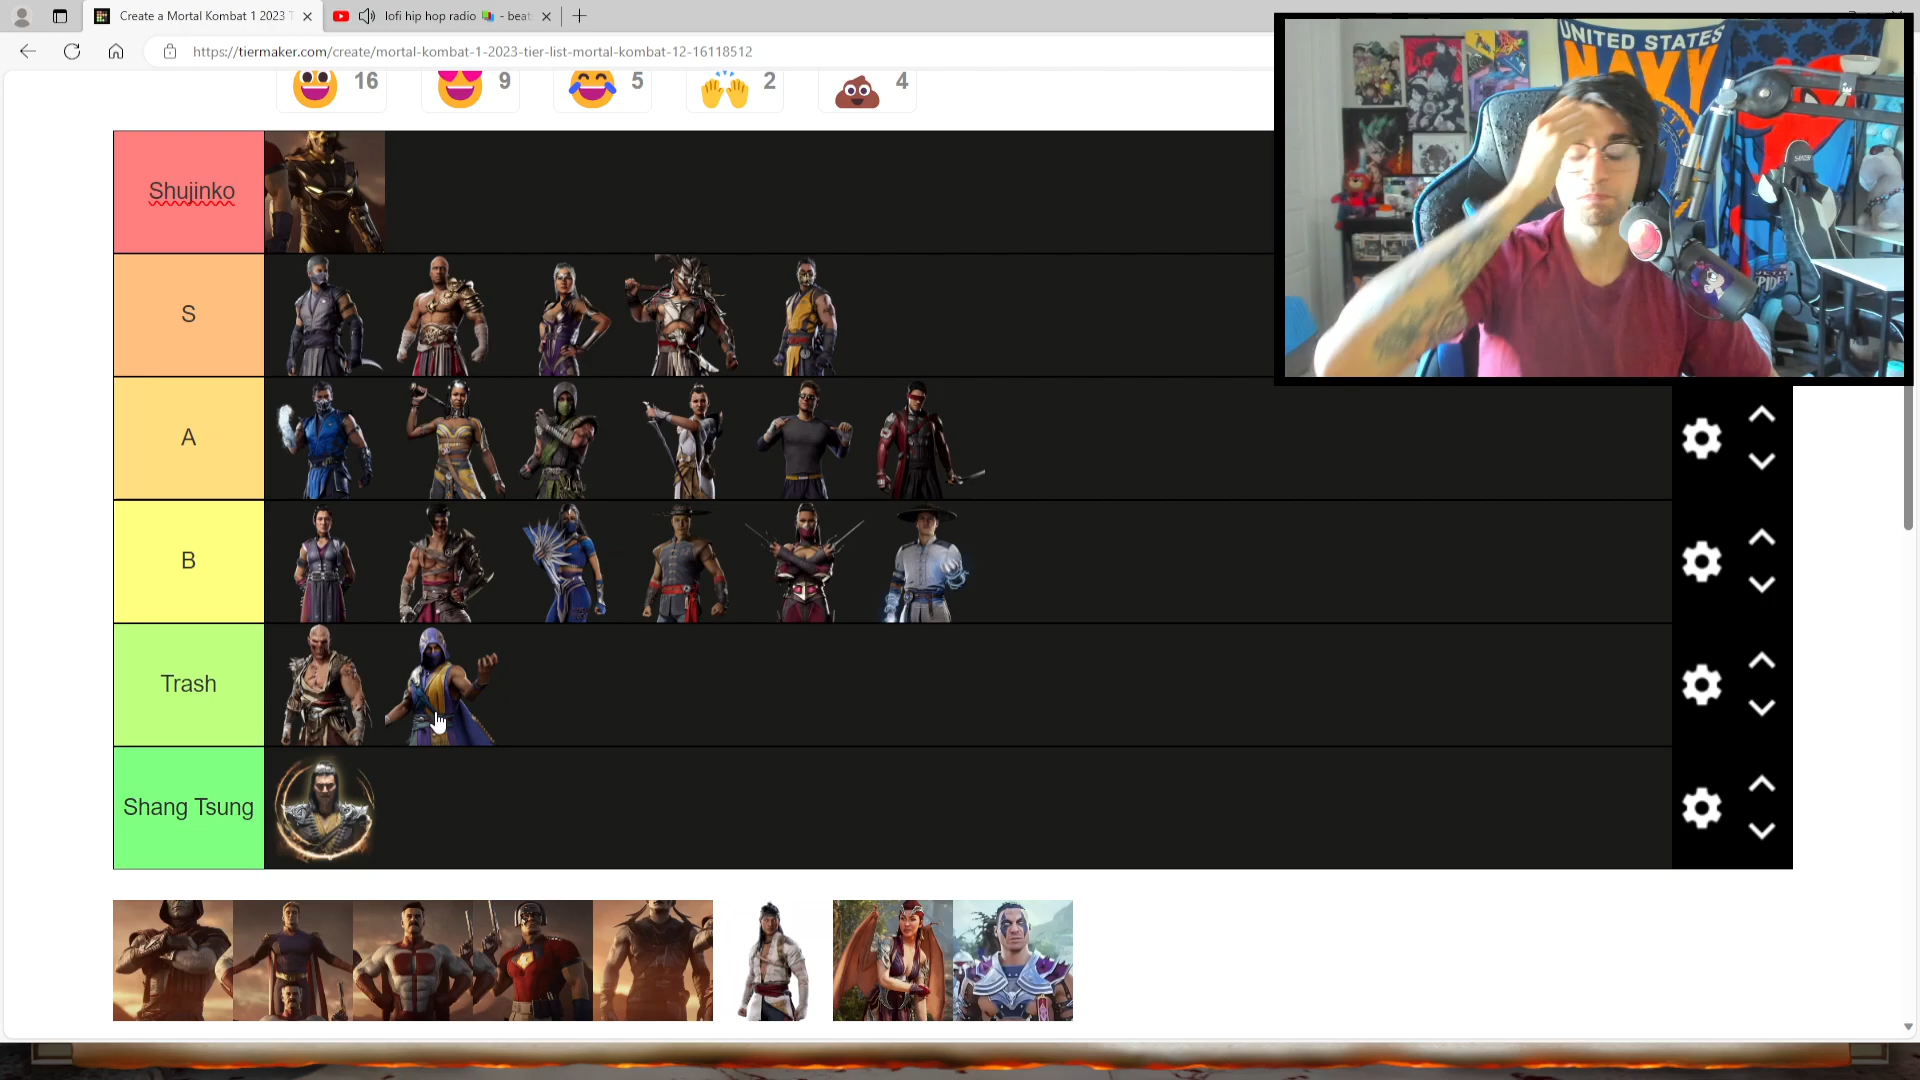 Create a Mortal Kombat 1 2023 T
lofi hip hop radio 📚 - beat
https://tiermaker.com/create/mortal-kombat-1-2023-tier-list-mortal-kombat-12-16118512
16 9 5 2 4
UNITED STATES
NAVY
Shujinko
S
A
B
Trash
Shang Tsung